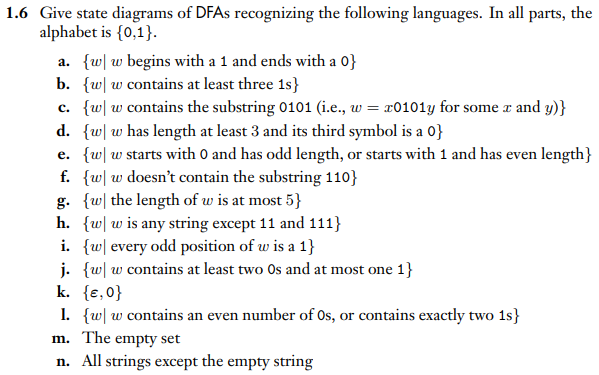 1.6 Give state diagrams of DFAs recognizing the following languages. In all parts, the
alphabet is {0,1}.
a. {w| w begins with a 1 and ends with a 0}
b. {w| w contains at least three 1s}
c. {w| w contains the substring 0101 (i.e., w = x0101y for some x and y)}
d. {w| w has length at least 3 and its third symbol is a 0}
e. {w| w starts with 0 and has odd length, or starts with 1 and has even length}
f. {w| w doesn't contain the substring 110}
g. {w| the length of w is at most 5}
h. {w| w is any string except 11 and 111}
i. {w| every odd position of w is a 1}
j. {w| w contains at least two 0s and at most one 1}
k. {ε,0}
l. {w| w contains an even number of 0s, or contains exactly two 1s}
m. The empty set
n. All strings except the empty string